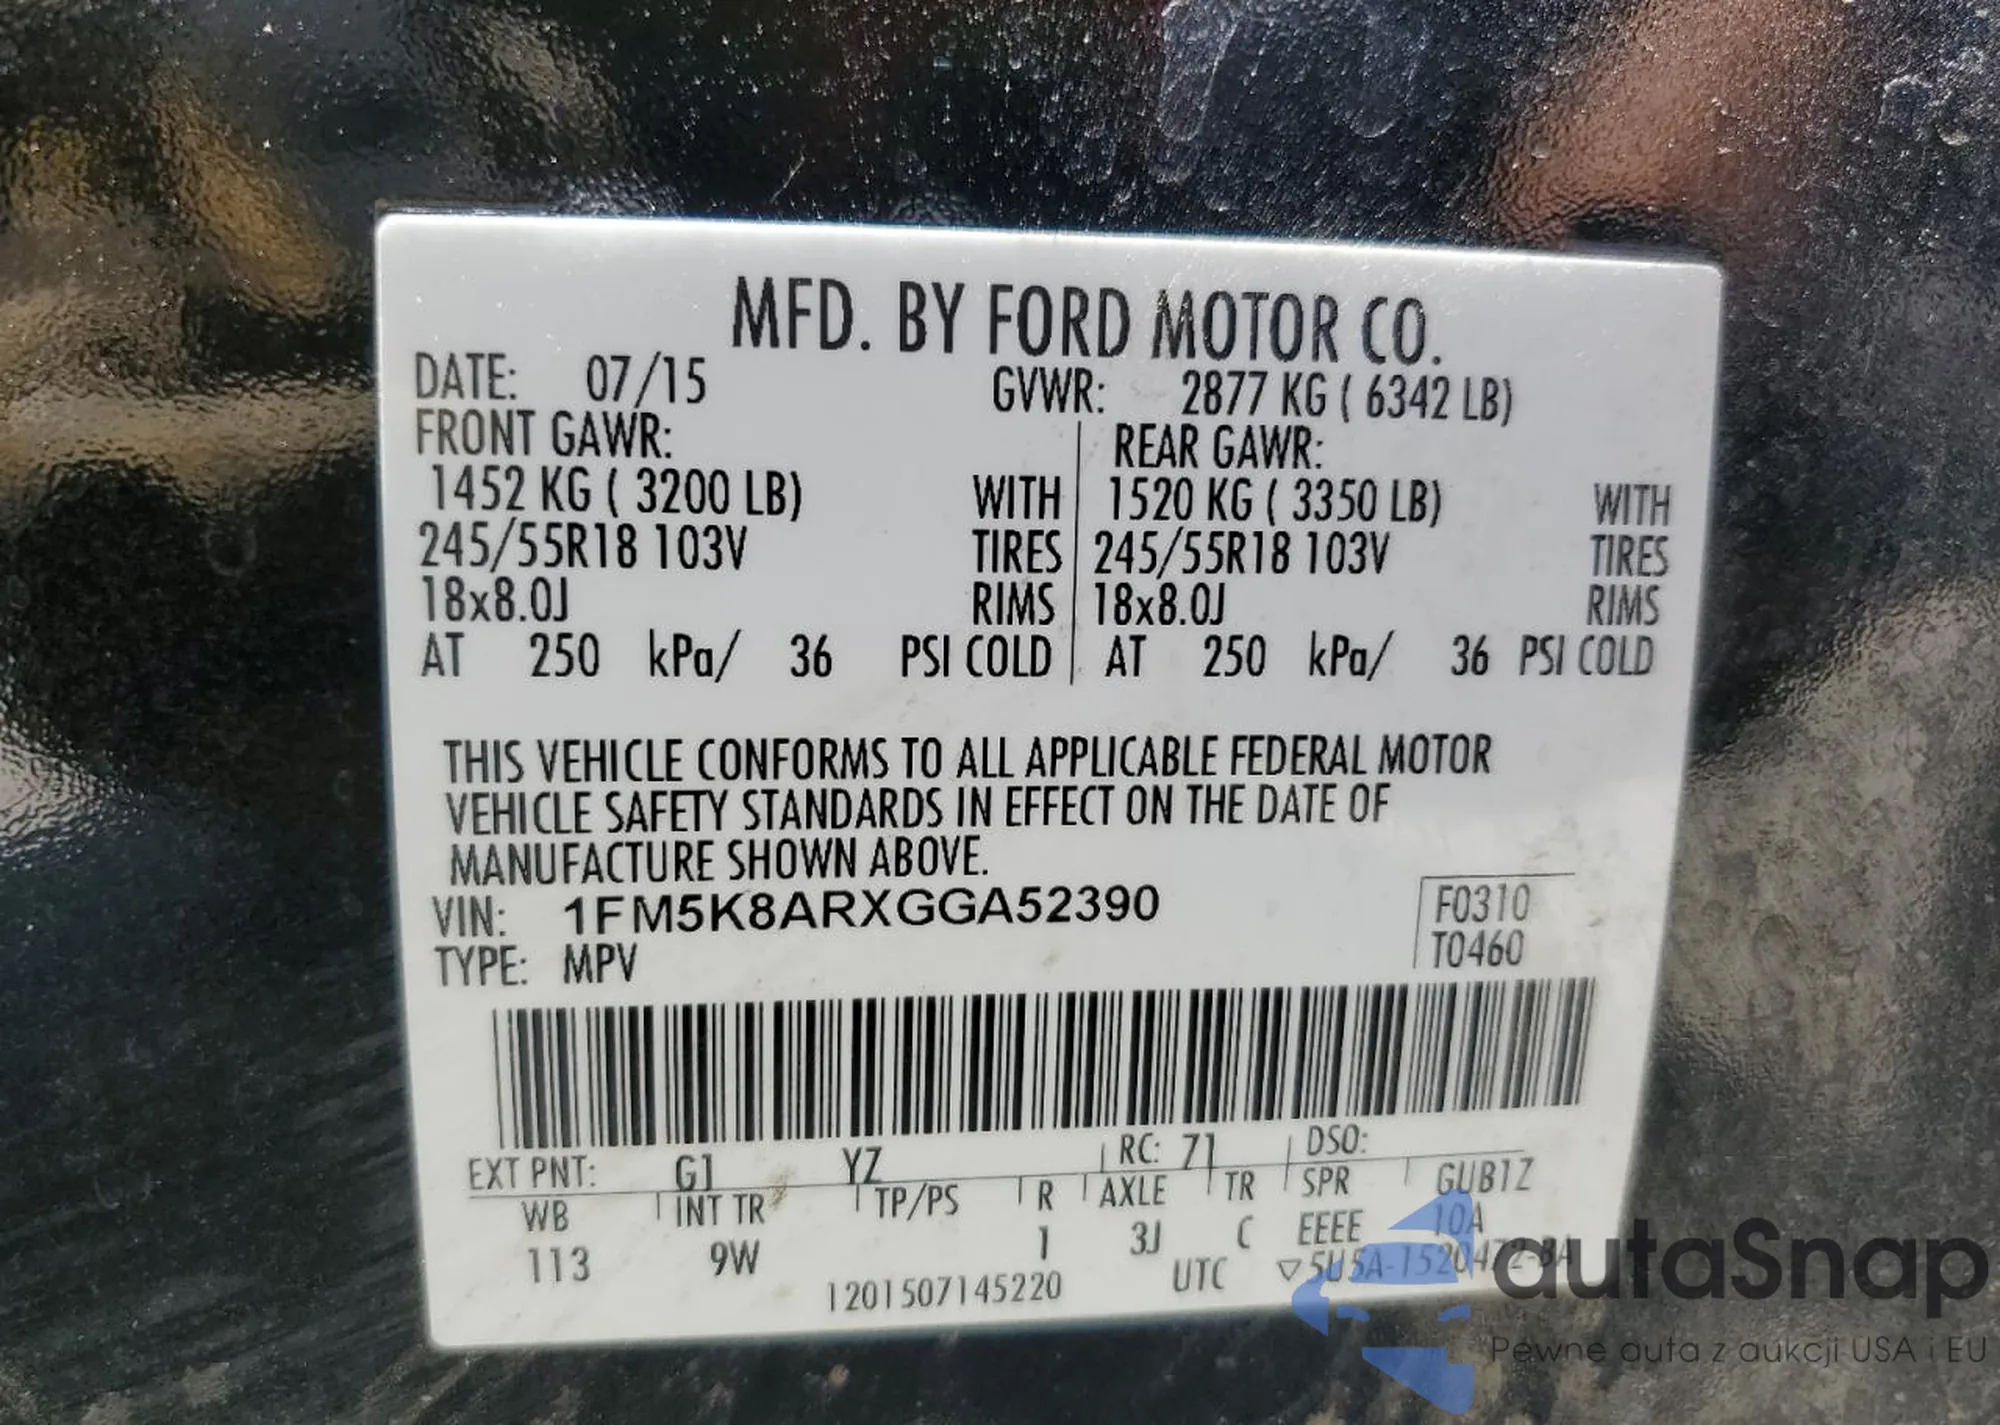 MFD. BY FORD MOTOR CO.
DATE: 07/15 GVWR: 2877 KG ( 6342 LB)
FRONT GAWR: REAR GAWR:
1452 KG ( 3200 LB) WITH 1520 KG ( 3350 LB) WITH
245/55R18 103V TIRES 245/55R18 103V TIRES
18x8.0J RIMS 18x8.0J RIMS
AT 250 kPa/ 36 PSI COLD AT 250 kPa/ 36 PSI COLD
THIS VEHICLE CONFORMS TO ALL APPLICABLE FEDERAL MOTOR
VEHICLE SAFETY STANDARDS IN EFFECT ON THE DATE OF
MANUFACTURE SHOWN ABOVE.
VIN: 1FM5K8ARXGGA52390 F0310
TYPE: MPV T0460
EXT PNT: G1 YZ RC: 71 DSO:
WB INT TR TP/PS R AXLE TR SPR GUB1Z
113 9W 1 3J C EEEE 10A
1201507145220 UTC ▽5U5A-1520472-BA
autaSnap
Pewne auta z aukcji USA i EU